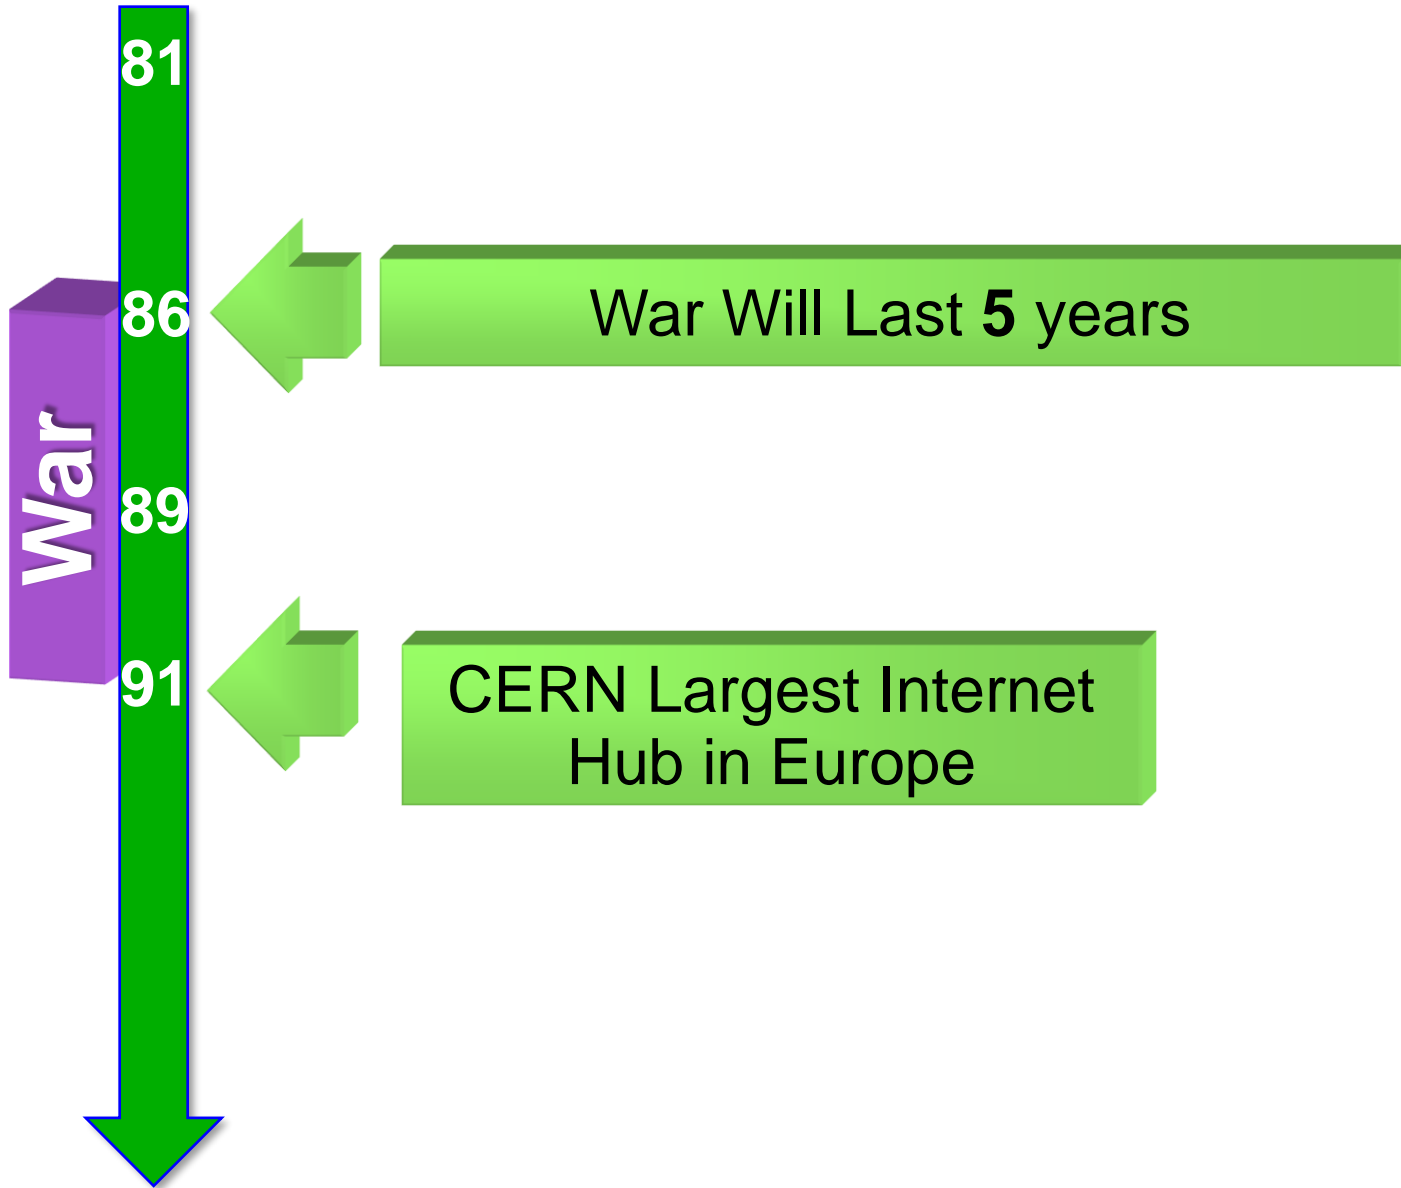 81
86
War Will Last 5 years
War
89
91
CERN Largest Internet
Hub in Europe